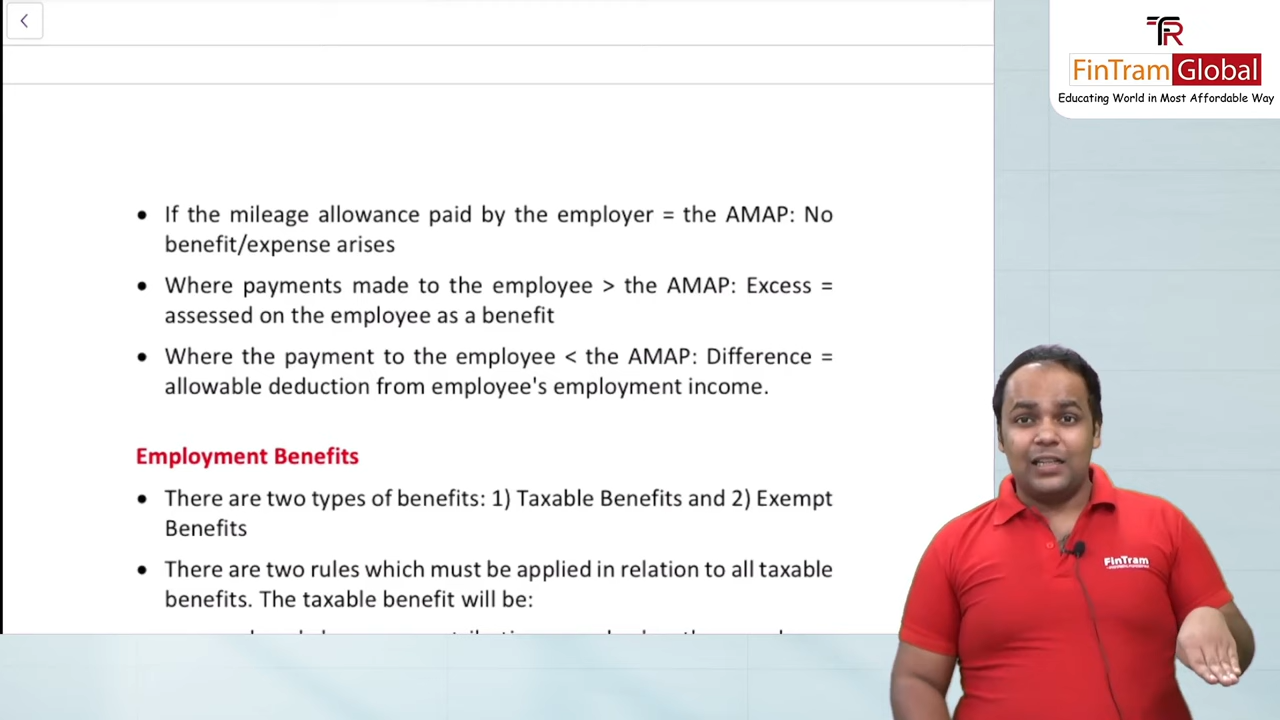 TR
FinTram Global
Educating World in Most Affordable Way
• If the mileage allowance paid by the employer = the AMAP: No
benefit/expense arises
• Where payments made to the employee > the AMAP: Excess =
assessed on the employee as a benefit
• Where the payment to the employee < the AMAP: Difference =
allowable deduction from employee's employment income.
Employment Benefits
• There are two types of benefits: 1) Taxable Benefits and 2) Exempt
Benefits
• There are two rules which must be applied in relation to all taxable
benefits. The taxable benefit will be:
FinTram